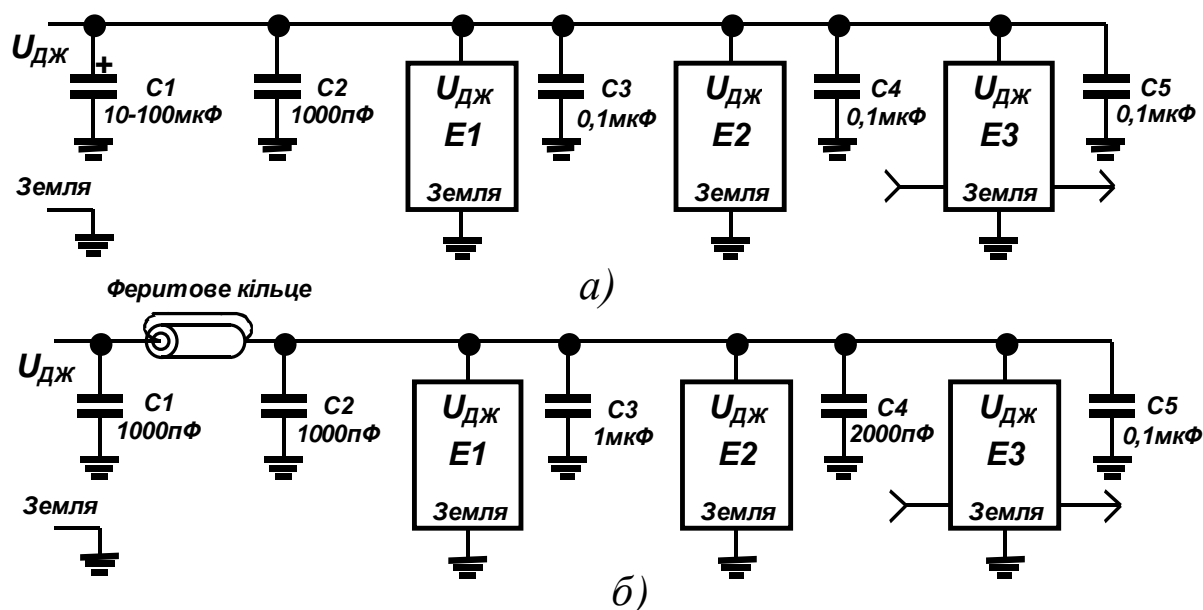 UДЖ
+
C1
10-100мкФ
C2
1000пФ
UДЖ
E1
Земля
C3
0,1мкФ
UДЖ
E2
Земля
C4
0,1мкФ
UДЖ
E3
Земля
C5
0,1мкФ
Земля
а)
Феритове кільце
UДЖ
C1
1000пФ
C2
1000пФ
UДЖ
E1
Земля
C3
1мкФ
UДЖ
E2
Земля
C4
2000пФ
UДЖ
E3
Земля
C5
0,1мкФ
Земля
б)